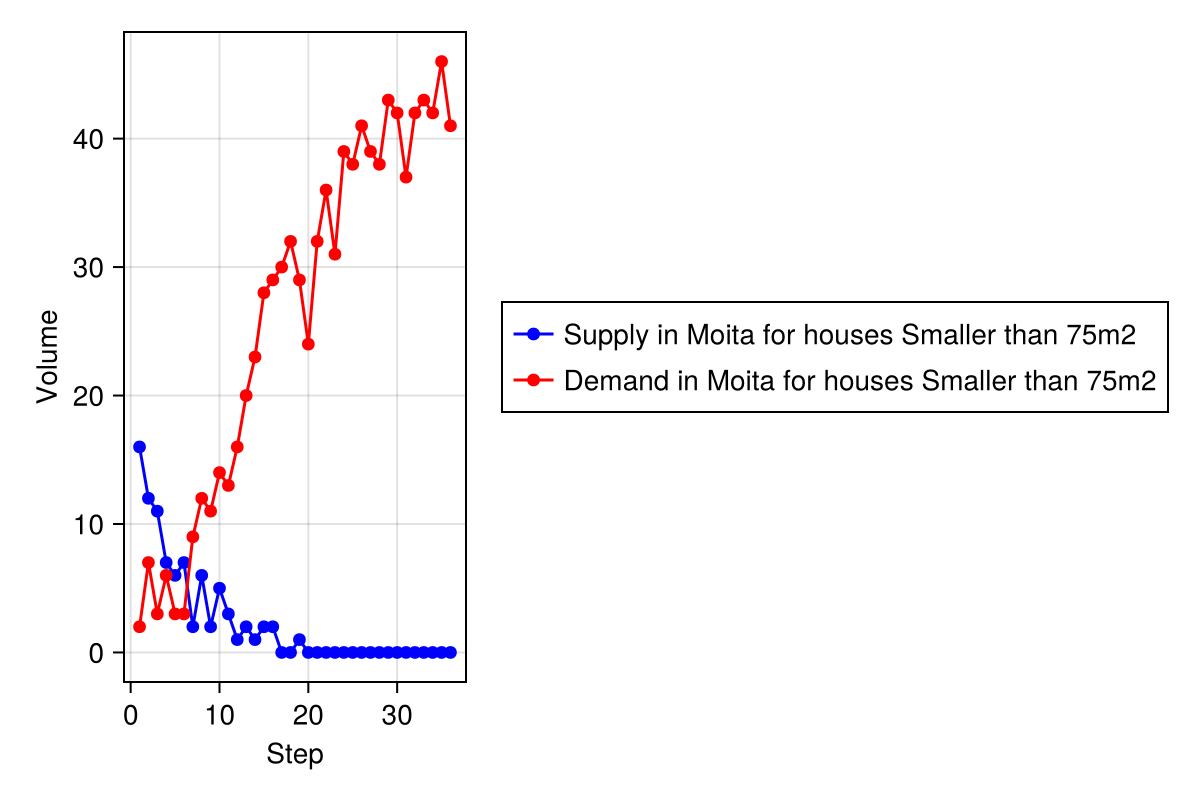 Volume
40
30
20
10
0
0 10 20 30
Step
Supply in Moita for houses Smaller than 75m2
Demand in Moita for houses Smaller than 75m2